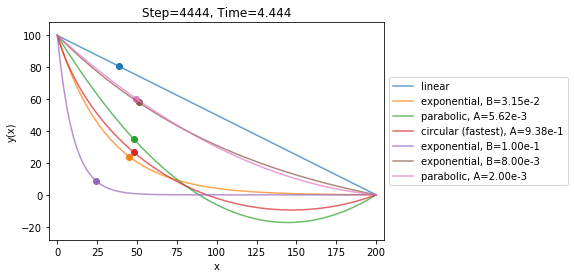 Step=4444, Time=4.444
100
80
60
40
20
0
−20
y(x)
0
25
50
75
100
125
150
175
200
x
linear
exponential, B=3.15e-2
parabolic, A=5.62e-3
circular (fastest), A=9.38e-1
exponential, B=1.00e-1
exponential, B=8.00e-3
parabolic, A=2.00e-3